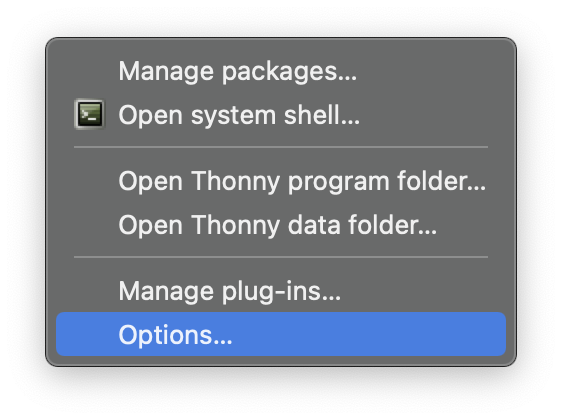 Manage packages...
Open system shell...
Open Thonny program folder...
Open Thonny data folder...
Manage plug-ins...
Options...